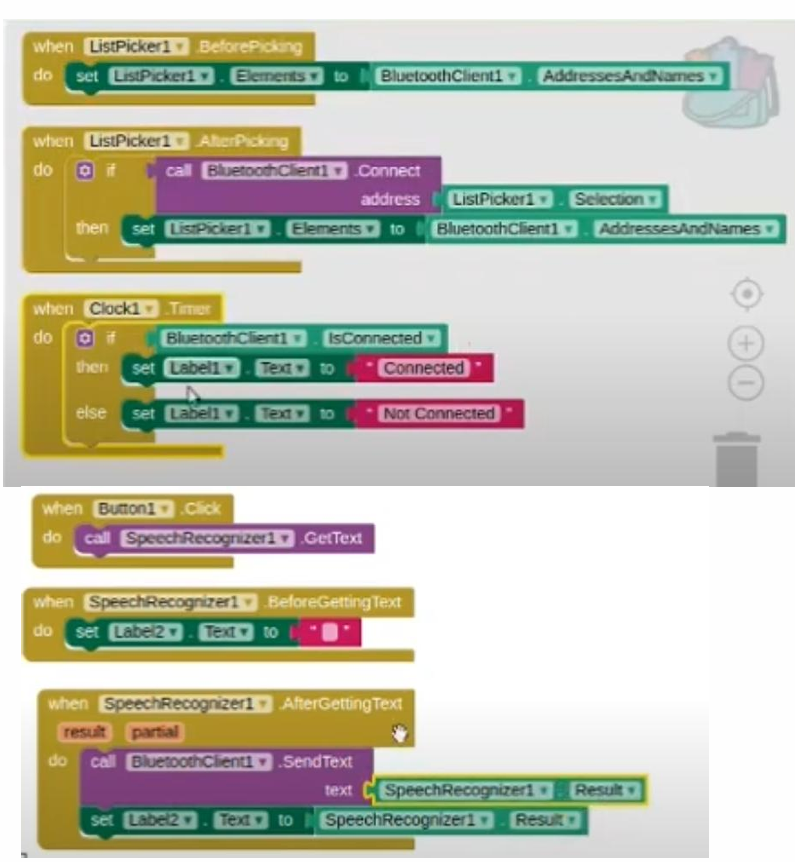 when ListPicker1 .BeforePicking
do set ListPicker1 . Elements to BluetoothClient1 . AddressesAndNames
when ListPicker1 .AfterPicking
do if call BluetoothClient1 .Connect
address ListPicker1 . Selection
then set ListPicker1 . Elements to BluetoothClient1 . AddressesAndNames
when Clock1 .Timer
do if BluetoothClient1 . IsConnected
then set Label1 . Text to " Connected "
else set Label1 . Text to " Not Connected "
when Button1 .Click
do call SpeechRecognizer1 .GetText
when SpeechRecognizer1 .BeforeGettingText
do set Label2 . Text to " "
when SpeechRecognizer1 .AfterGettingText
result partial
do call BluetoothClient1 .SendText
text SpeechRecognizer1 . Result
set Label2 . Text to SpeechRecognizer1 . Result